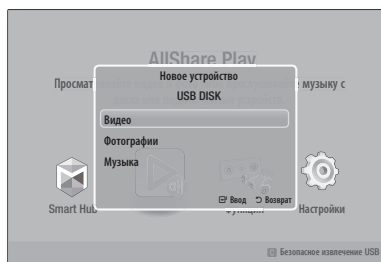 AllShare Play
Просмат
музыку с
Новое устройство
USB DISK
Видео
Фотографии
Музыка
Ввод Возврат
Smart Hub
Функции
Настройки
Безопасное извлечение USB